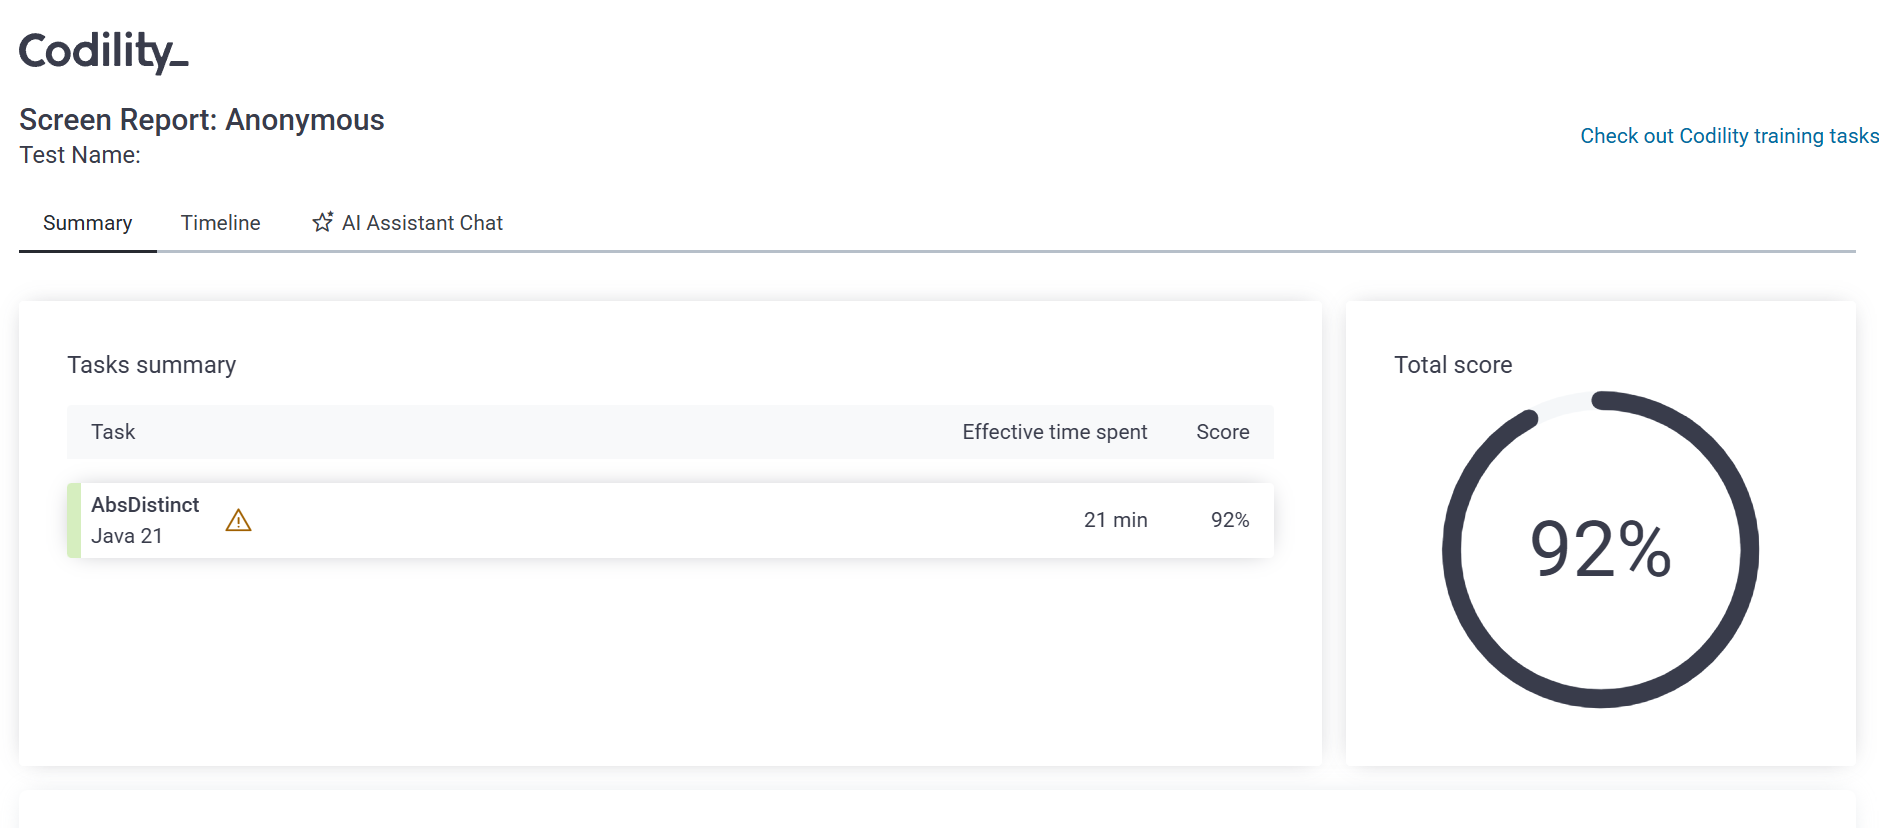 Codility_
Screen Report: Anonymous
Test Name:
Check out Codility training tasks
Summary
Timeline
AI Assistant Chat
Tasks summary
Task
Effective time spent
Score
AbsDistinct
Java 21
21 min
92%
Total score
92%